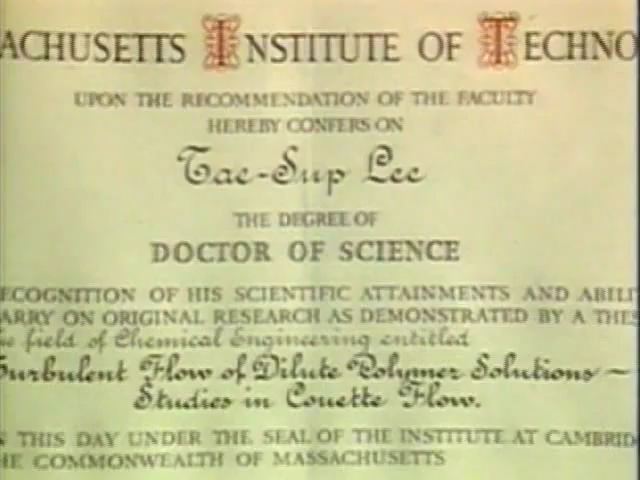 ACHUSETTS INSTITUTE OF TECHNO
UPON THE RECOMMENDATION OF THE FACULTY
HEREBY CONFERS ON
Tae-Sup Lee
THE DEGREE OF
DOCTOR OF SCIENCE
ECOGNITION OF HIS SCIENTIFIC ATTAINMENTS AND ABILI
ARRY ON ORIGINAL RESEARCH AS DEMONSTRATED BY A THES
e field of Chemical Engineering entitled
Turbulent Flow of Dilute Polymer Solutions —
Studies in Couette Flow.
N THIS DAY UNDER THE SEAL OF THE INSTITUTE AT CAMBRID
HE COMMONWEALTH OF MASSACHUSETTS